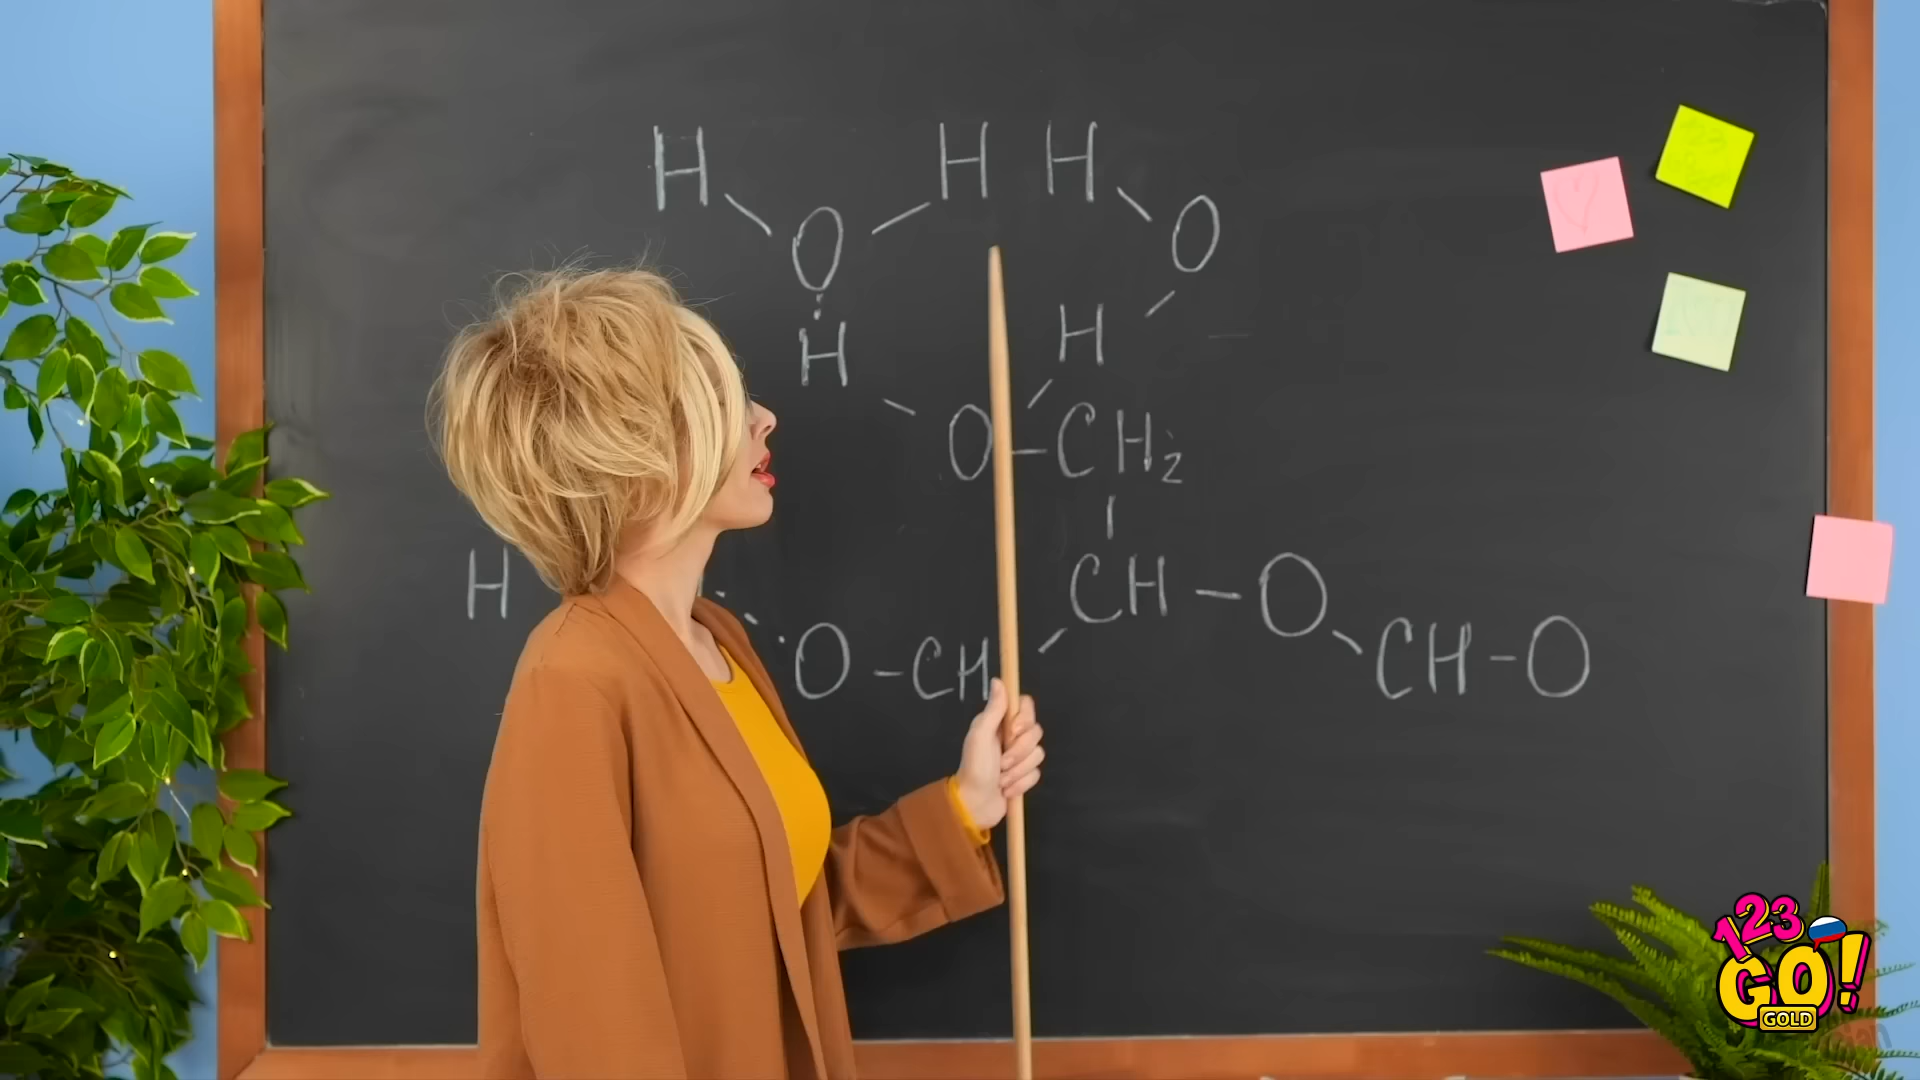 H H H
O O
H H
O - CH₂
H
CH - O
O - CH CH - O
123
GO!
GOLD